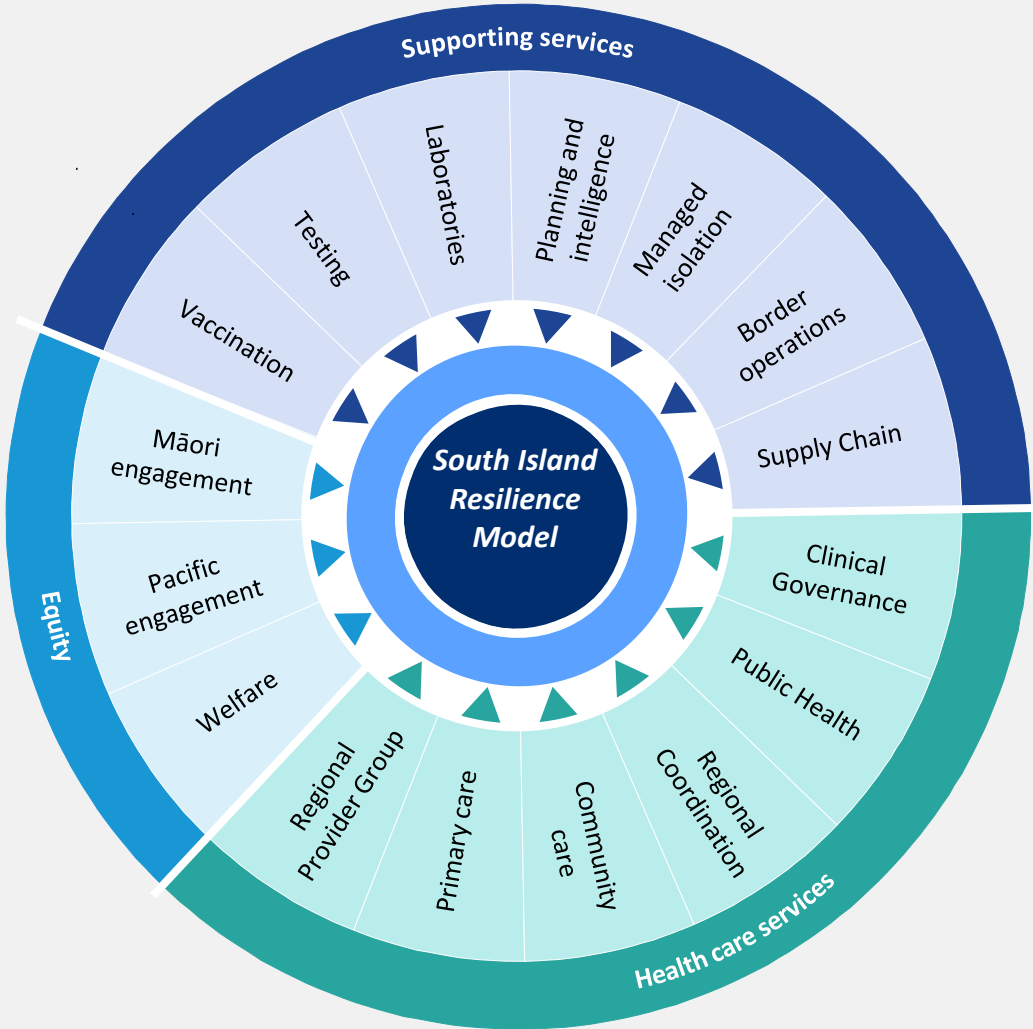 Supporting services
Laboratories
Planning and
intelligence
Managed
isolation
Border
operations
Supply Chain
Testing
Vaccination
Māori
engagement
Pacific
engagement
Welfare
Equity
South Island
Resilience
Model
Clinical
Governance
Public Health
Regional
Coordination
Community
care
Primary care
Regional
Provider Group
Health care services